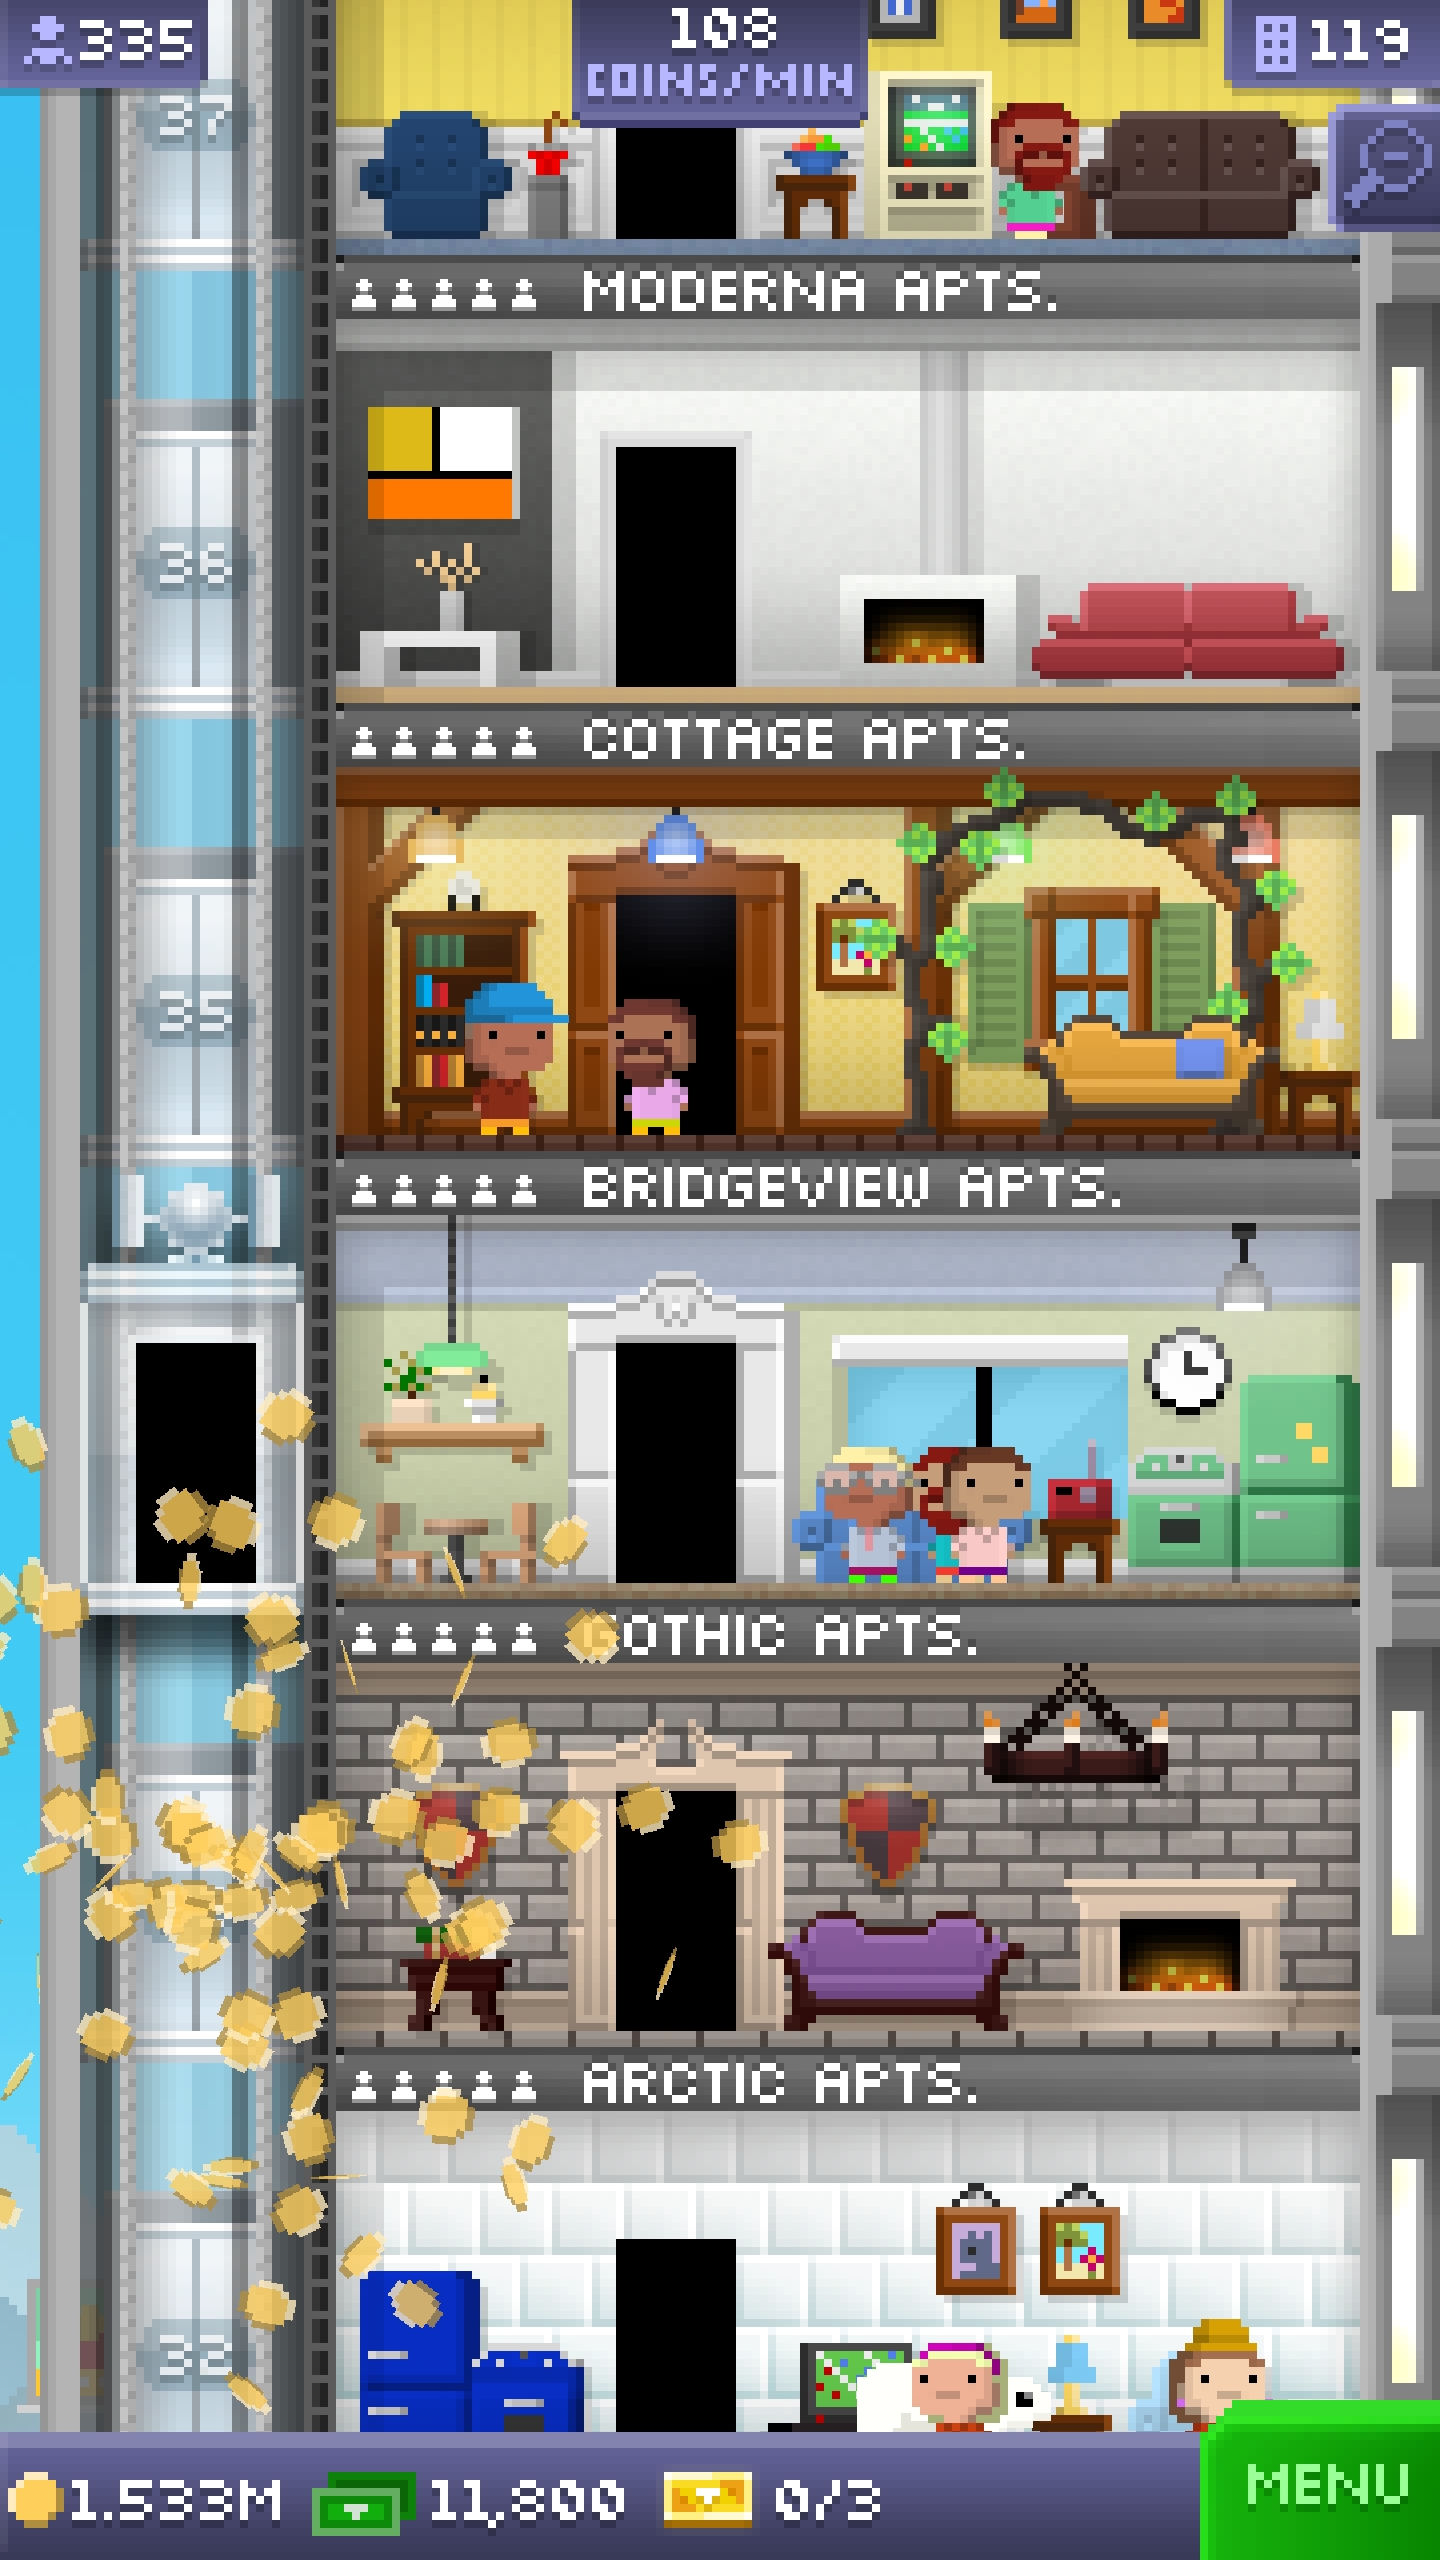 335
108
COINS/MIN
119
37
MODERNA APTS.
36
COTTAGE APTS.
35
BRIDGEVIEW APTS.
GOTHIC APTS.
ARCTIC APTS.
32
1.533M
11,800
0/3
MENU